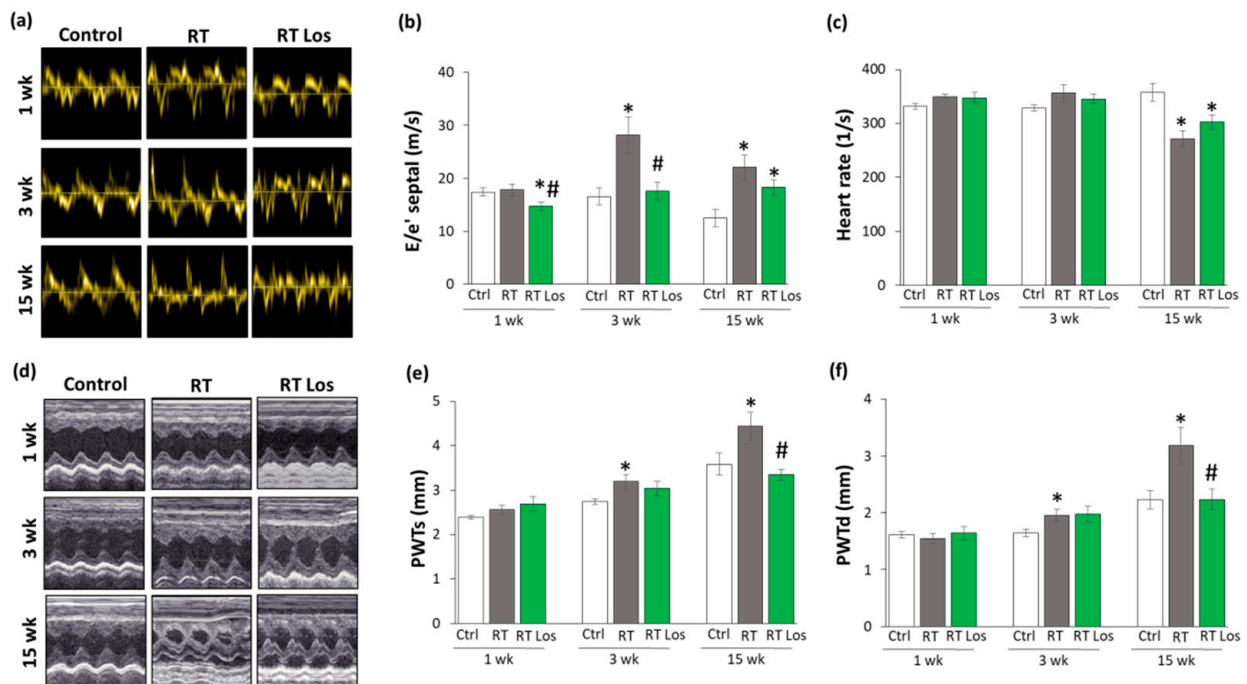 (a)
Control RT RT Los
1 wk
3 wk
15 wk
(b)
E/e' septal (m/s)
40
30
20
10
0
*#
*
#
*
*
Ctrl RT RT Los Ctrl RT RT Los Ctrl RT RT Los
1 wk 3 wk 15 wk
(c)
Heart rate (1/s)
400
300
200
100
0
*
*
Ctrl RT RT Los Ctrl RT RT Los Ctrl RT RT Los
1 wk 3 wk 15 wk
(d)
Control RT RT Los
1 wk
3 wk
15 wk
(e)
PWTs (mm)
5
4
3
2
1
0
*
*
#
Ctrl RT RT Los Ctrl RT RT Los Ctrl RT RT Los
1 wk 3 wk 15 wk
(f)
PWTd (mm)
4
3
2
1
0
*
*
#
Ctrl RT RT Los Ctrl RT RT Los Ctrl RT RT Los
1 wk 3 wk 15 wk